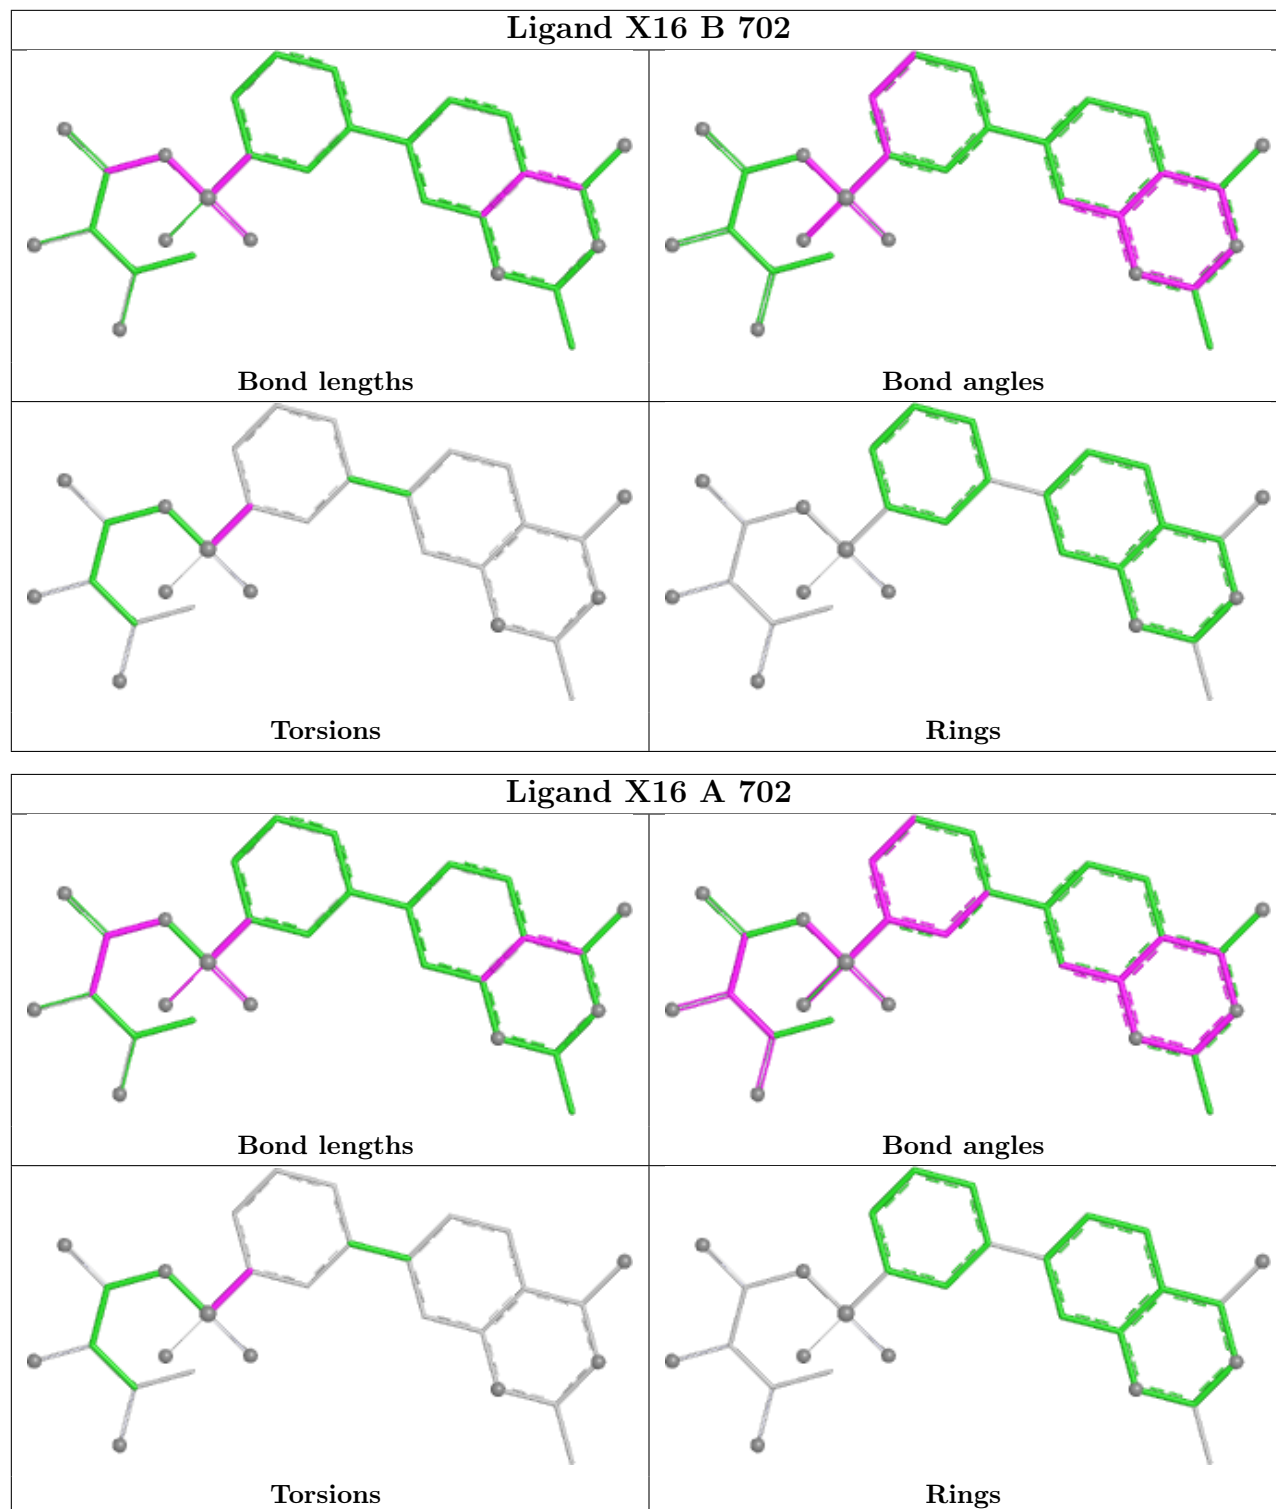 Ligand X16 B 702
Bond lengths
Bond angles
Torsions
Rings
Ligand X16 A 702
Bond lengths
Bond angles
Torsions
Rings